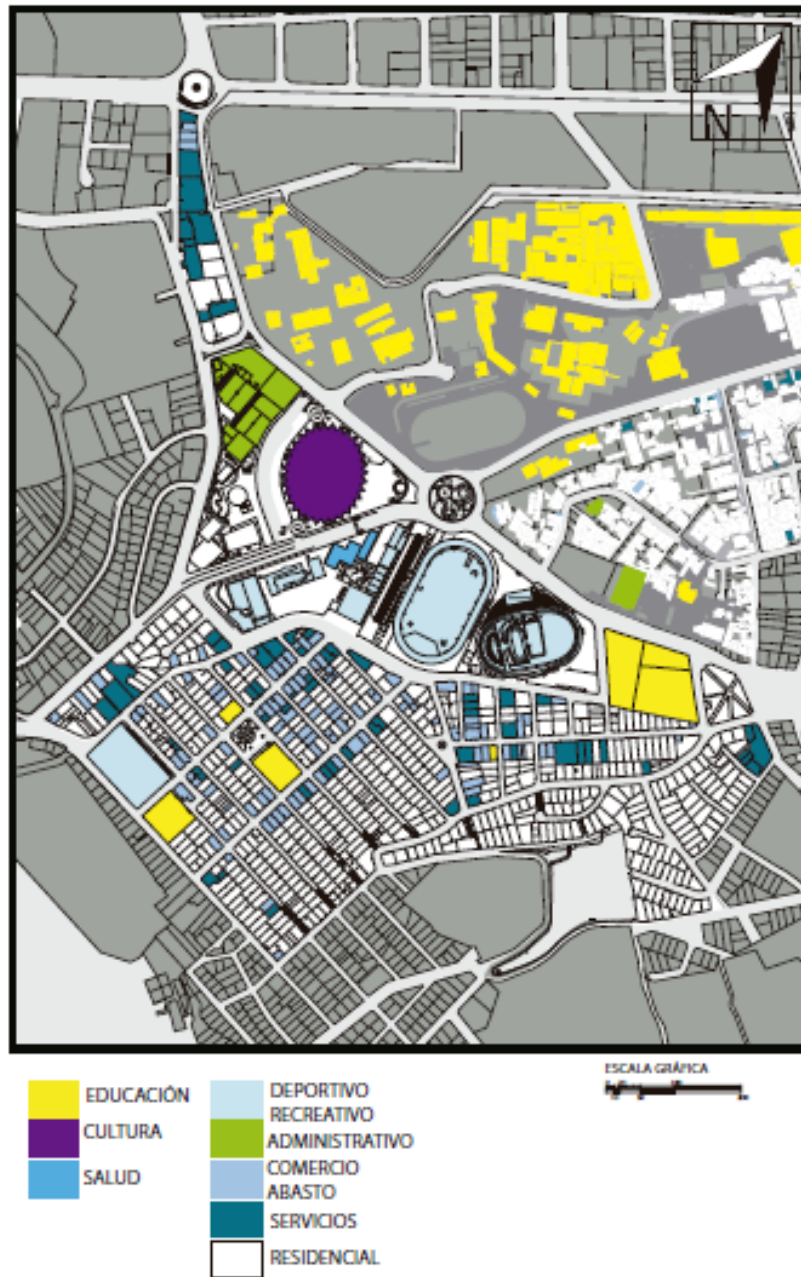 N
ESCALA GRÁFICA
EDUCACIÓN
CULTURA
SALUD
DEPORTIVO
RECREATIVO
ADMINISTRATIVO
COMERCIO
ABASTO
SERVICIOS
RESIDENCIAL